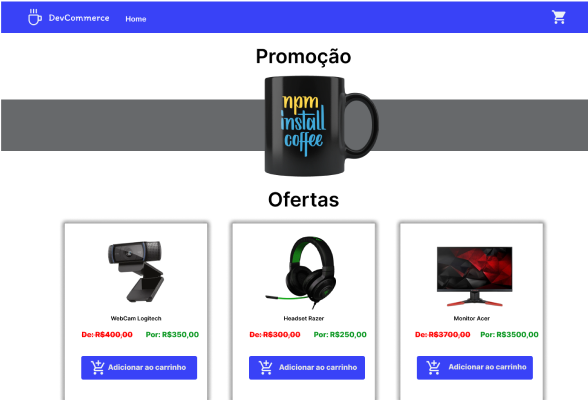 DevCommerce Home
Promoção
npm
install
coffee
Ofertas
WebCam Logitech
De: R$400,00 Por: R$350,00
Adicionar ao carrinho
Headset Razer
De: R$300,00 Por: R$250,00
Adicionar ao carrinho
Monitor Acer
De: R$3700,00 Por: R$3500,00
Adicionar ao carrinho